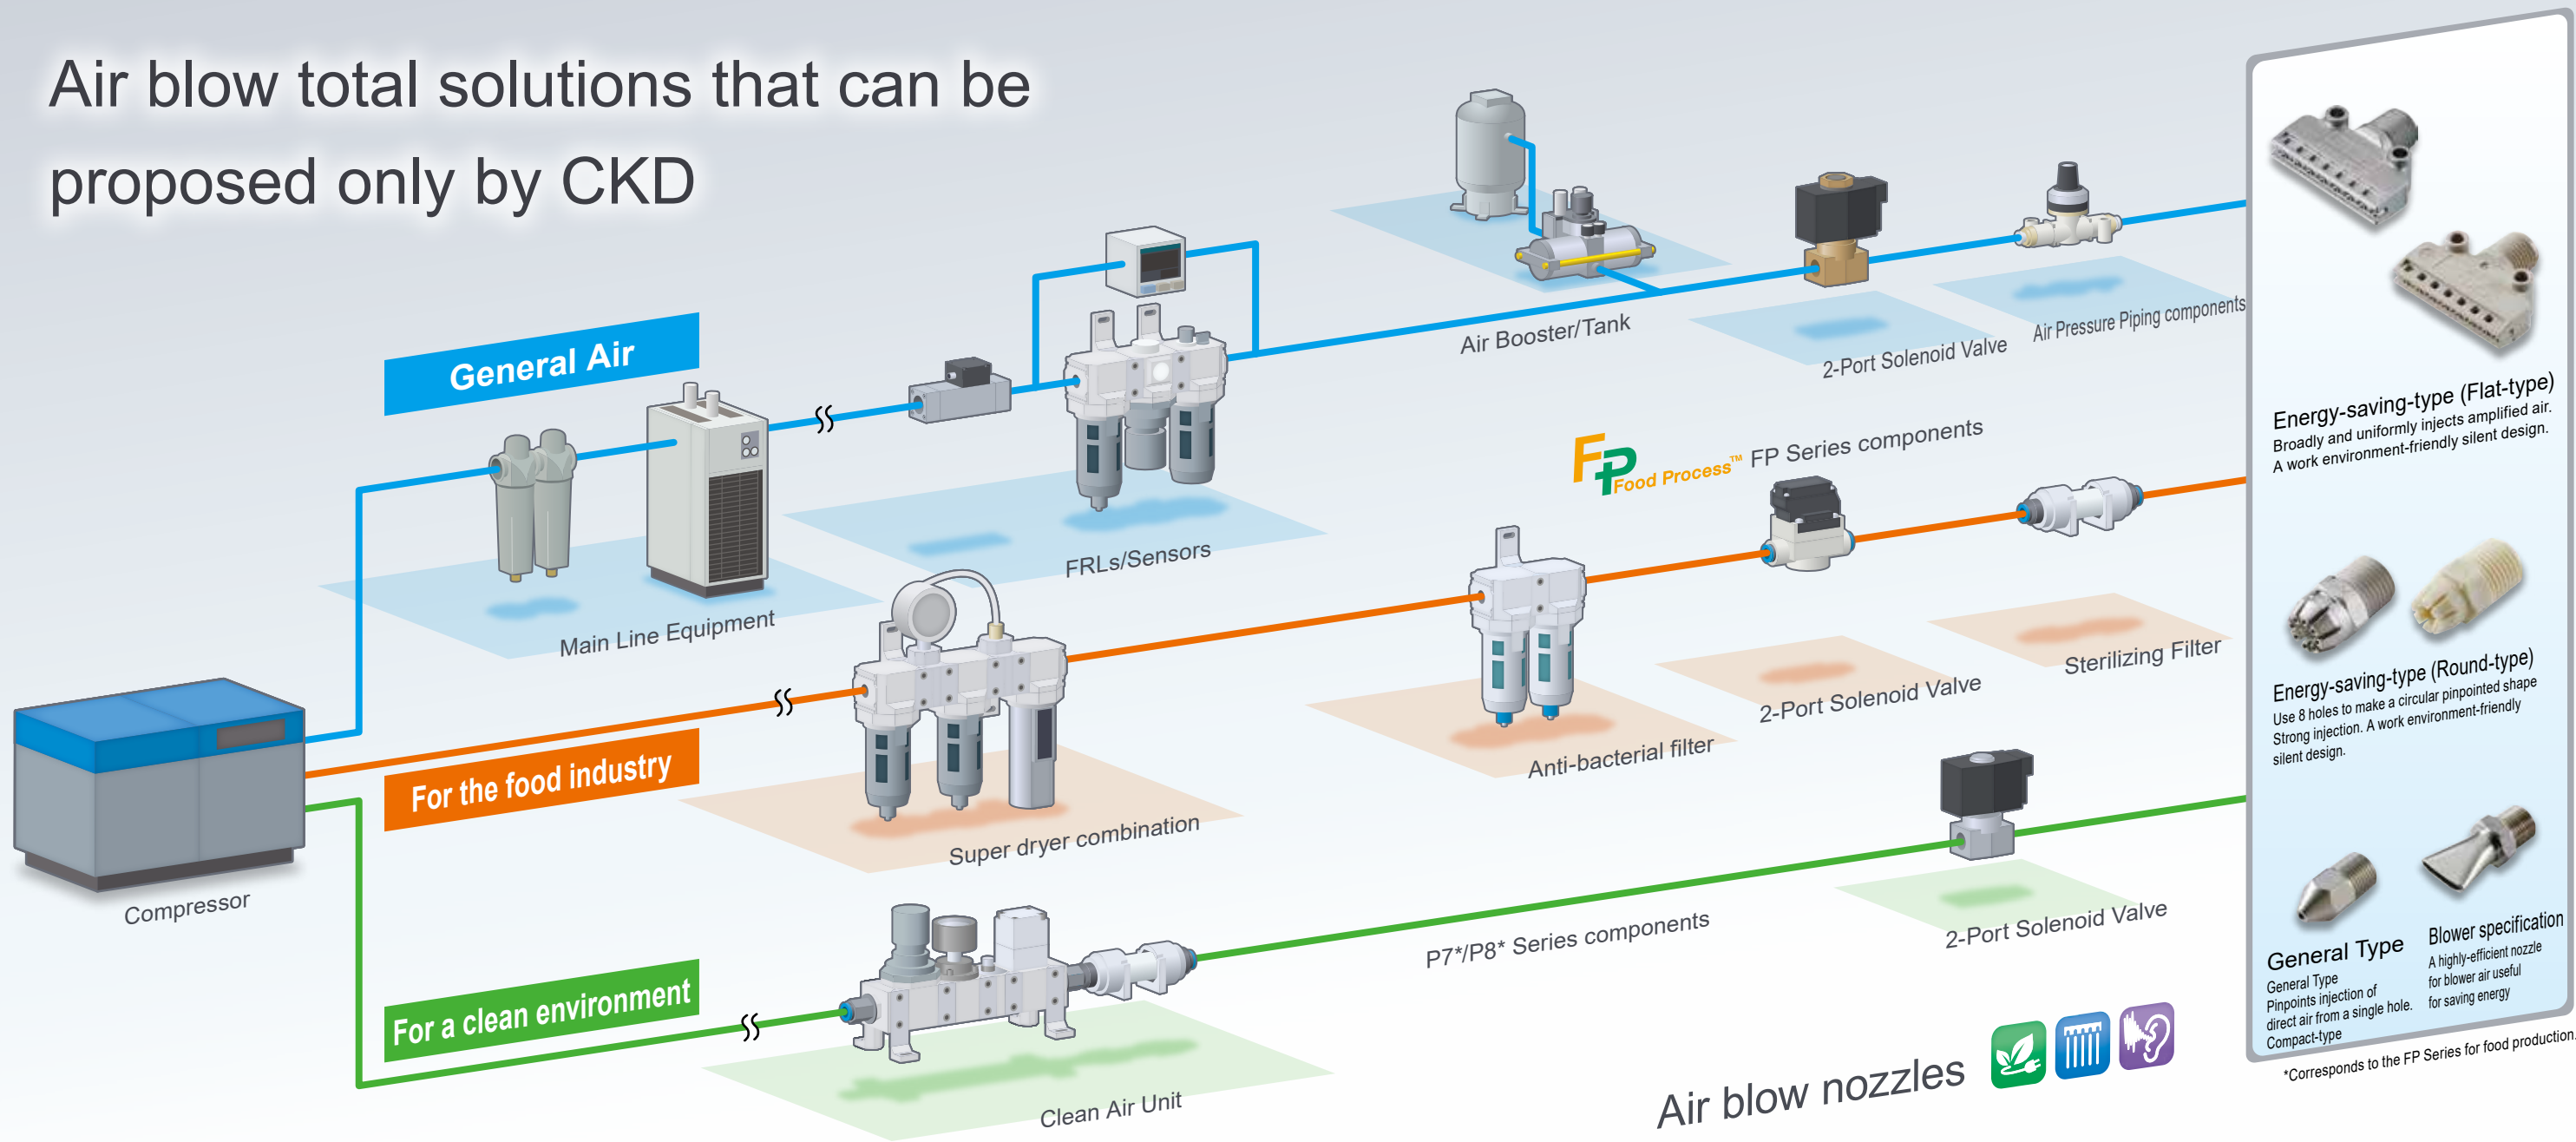 Air blow total solutions that can be
proposed only by CKD
General Air
Main Line Equipment
FRLs/Sensors
Air Booster/Tank
2-Port Solenoid Valve
Air Pressure Piping components
Compressor
For the food industry
Super dryer combination
FP
Food Process™
FP Series components
Anti-bacterial filter
2-Port Solenoid Valve
Sterilizing Filter
For a clean environment
Clean Air Unit
P7*/P8* Series components
2-Port Solenoid Valve
Air blow nozzles
Energy-saving-type (Flat-type)
Broadly and uniformly injects amplified air.
A work environment-friendly silent design.
Energy-saving-type (Round-type)
Use 8 holes to make a circular pinpointed shape
Strong injection. A work environment-friendly
silent design.
General Type
General Type
Pinpoints injection of
direct air from a single hole.
Compact-type
Blower specification
A highly-efficient nozzle
for blower air useful
for saving energy
*Corresponds to the FP Series for food production.